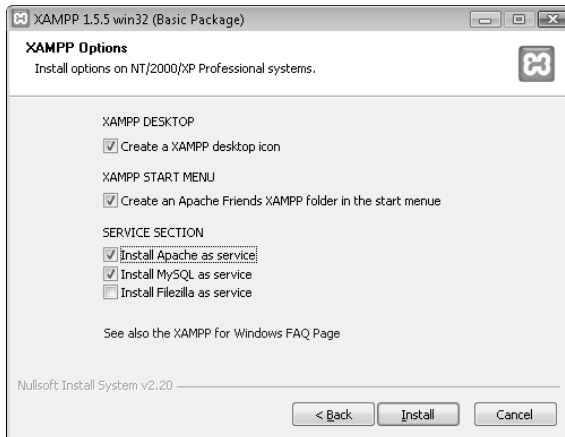 XAMPP 1.5.5 win32 (Basic Package)
XAMPP Options
Install options on NT/2000/XP Professional systems.
XAMPP DESKTOP
Create a XAMPP desktop icon
XAMPP START MENU
Create an Apache Friends XAMPP folder in the start menue
SERVICE SECTION
Install Apache as service
Install MySQL as service
Install Filezilla as service
See also the XAMPP for Windows FAQ Page
Nullsoft Install System v2.20
< Back Install Cancel